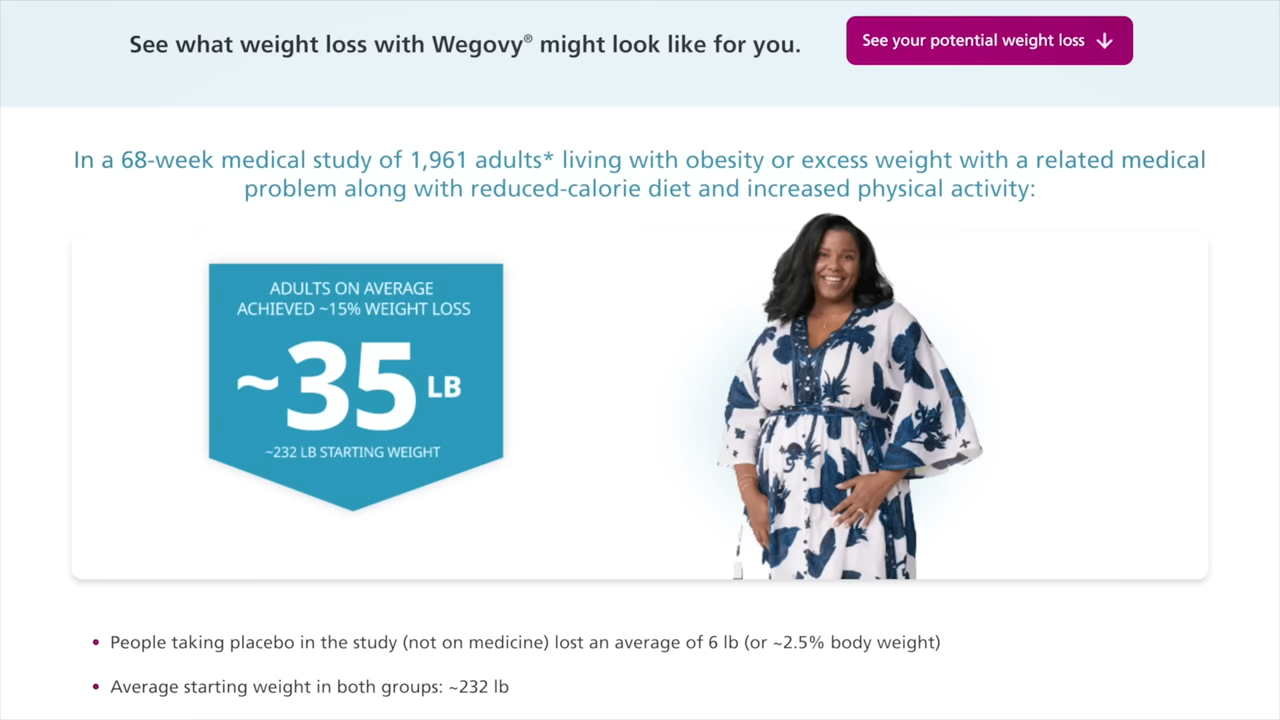 See what weight loss with Wegovy® might look like for you.
See your potential weight loss ↓
In a 68-week medical study of 1,961 adults* living with obesity or excess weight with a related medical
problem along with reduced-calorie diet and increased physical activity:
ADULTS ON AVERAGE
ACHIEVED ~15% WEIGHT LOSS
~35 LB
~232 LB STARTING WEIGHT
• People taking placebo in the study (not on medicine) lost an average of 6 lb (or ~2.5% body weight)
• Average starting weight in both groups: ~232 lb